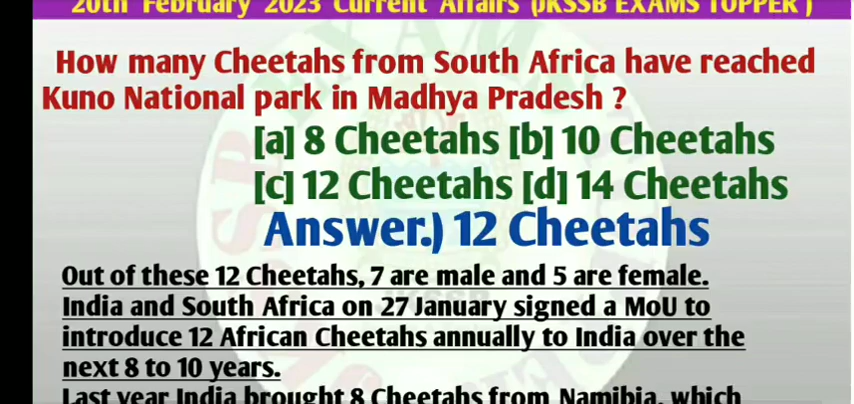 20th February 2023 Current Affairs (JKSSB EXAMS TOPPER )
How many Cheetahs from South Africa have reached
Kuno National park in Madhya Pradesh ?
[a] 8 Cheetahs [b] 10 Cheetahs
[c] 12 Cheetahs [d] 14 Cheetahs
Answer.) 12 Cheetahs
Out of these 12 Cheetahs, 7 are male and 5 are female.
India and South Africa on 27 January signed a MoU to
introduce 12 African Cheetahs annually to India over the
next 8 to 10 years.
Last year India brought 8 Cheetahs from Namibia, which